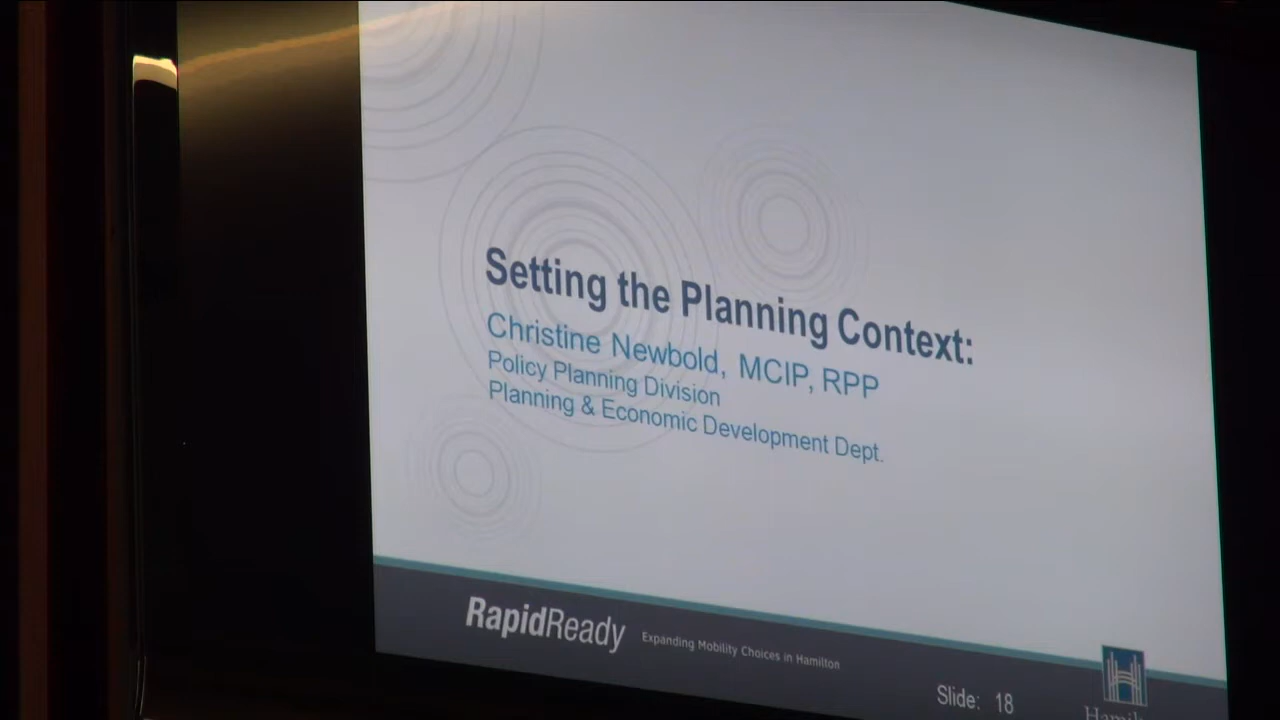 Setting the Planning Context:
Christine Newbold, MCIP, RPP
Policy Planning Division
Planning & Economic Development Dept.
RapidReady Expanding Mobility Choices in Hamilton
Slide: 18